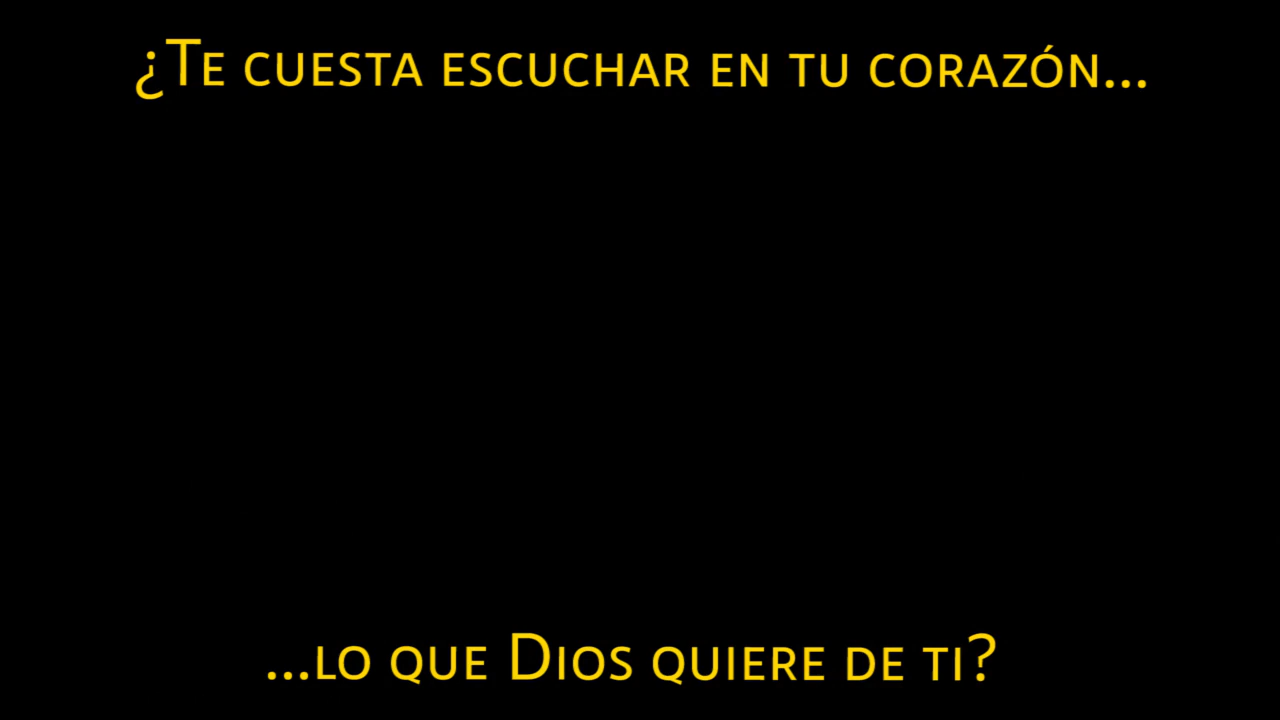 ¿Te cuesta escuchar en tu corazón...
...lo que Dios quiere de ti?